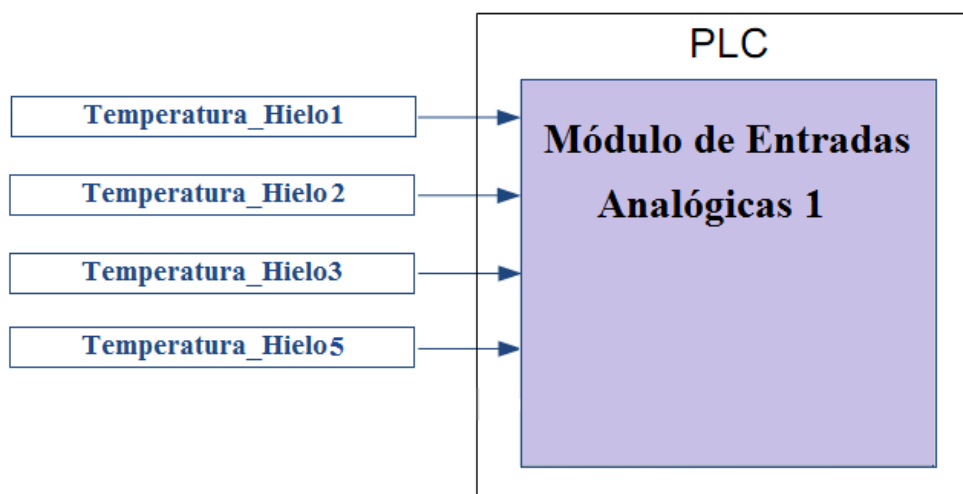 PLC
Temperatura_Hielo1
Temperatura_Hielo2
Temperatura_Hielo3
Temperatura_Hielo5
Módulo de Entradas
Analógicas 1